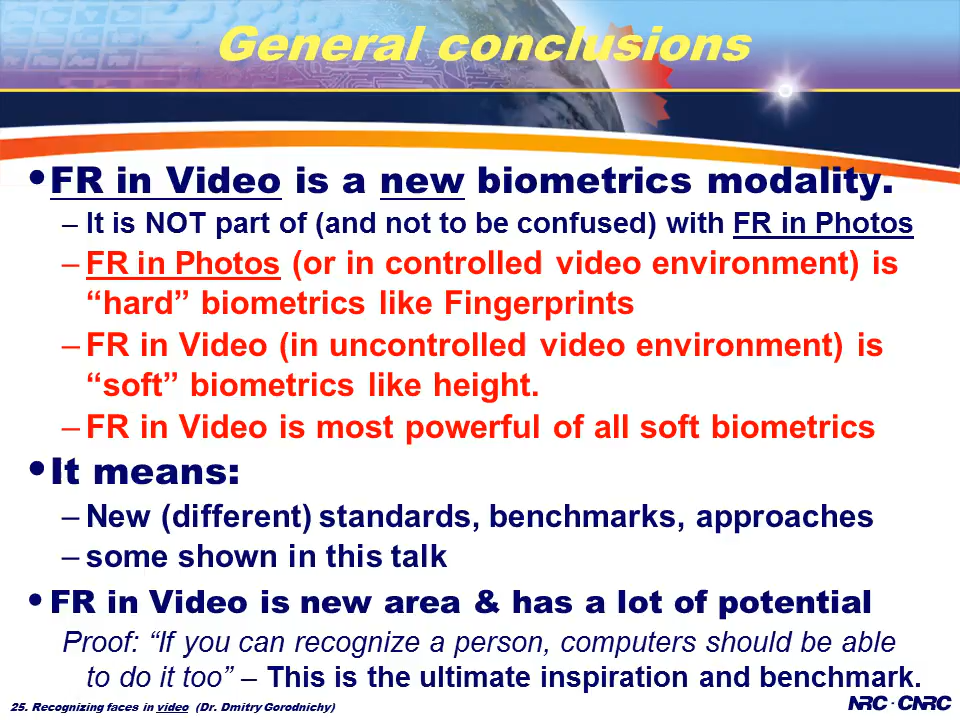 General conclusions
• FR in Video is a new biometrics modality.
– It is NOT part of (and not to be confused) with FR in Photos
– FR in Photos (or in controlled video environment) is
“hard” biometrics like Fingerprints
– FR in Video (in uncontrolled video environment) is
“soft” biometrics like height.
– FR in Video is most powerful of all soft biometrics
• It means:
– New (different) standards, benchmarks, approaches
– some shown in this talk
• FR in Video is new area & has a lot of potential
Proof: “If you can recognize a person, computers should be able
to do it too” – This is the ultimate inspiration and benchmark.
25. Recognizing faces in video (Dr. Dmitry Gorodnichy)
NRC · CNRC